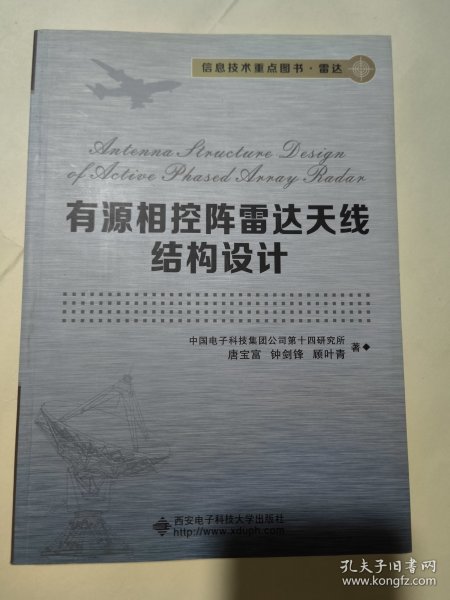 信息技术重点图书·雷达
Antenna Structure Design
of Active Phased Array Radar
有源相控阵雷达天线
结构设计
中国电子科技集团公司第十四研究所
唐宝富 钟剑锋 顾叶青 著◆
西安电子科技大学出版社
http://www.xduph.com
孔夫子旧书网
www.kongfz.com